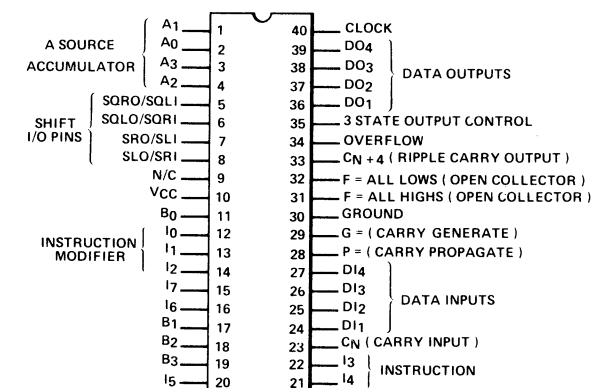 A1 1 40 CLOCK
A0 2 39 DO4
A SOURCE
A3 3 38 DO3
ACCUMULATOR
DATA OUTPUTS
A2 4 37 DO2
SQRO/SQLI 5 36 DO1
SQLO/SQRI 6 35 3 STATE OUTPUT CONTROL
SHIFT
I/O PINS
SRO/SLI 7 34 OVERFLOW
SLO/SRI 8 33 CN +4 ( RIPPLE CARRY OUTPUT )
N/C 9 32 F = ALL LOWS ( OPEN COLLECTOR )
VCC 10 31 F = ALL HIGHS ( OPEN COLLECTOR )
B0 11 30 GROUND
I0 12 29 G = ( CARRY GENERATE )
INSTRUCTION
MODIFIER
I1 13 28 P = ( CARRY PROPAGATE )
I2 14 27 DI4
I7 15 26 DI3
DATA INPUTS
I6 16 25 DI2
B1 17 24 DI1
B2 18 23 CN ( CARRY INPUT )
B3 19 22 I3
INSTRUCTION
I5 20 21 I4